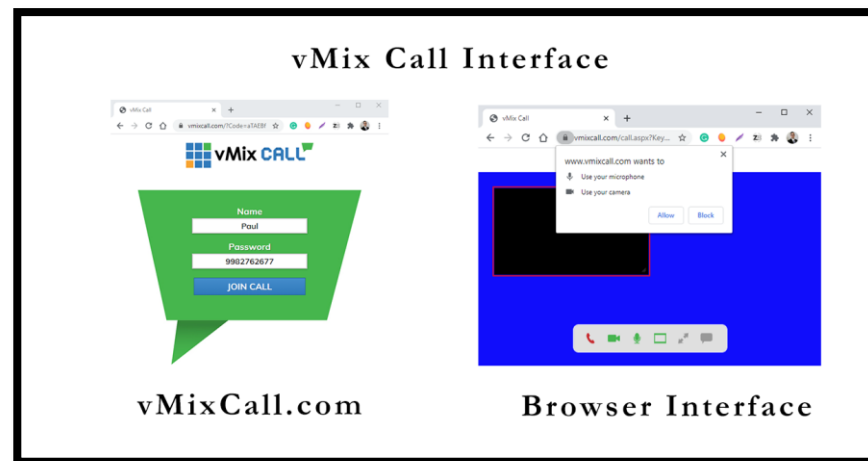 vMix Call Interface
vMix Call
vmixcall.com/?Code=aTAEBf
vMix CALL
Name
Paul
Password
9982762677
JOIN CALL
vMixCall.com
vMix Call
vmixcall.com/call.aspx?Key...
www.vmixcall.com wants to
Use your microphone
Use your camera
Allow Block
Browser Interface